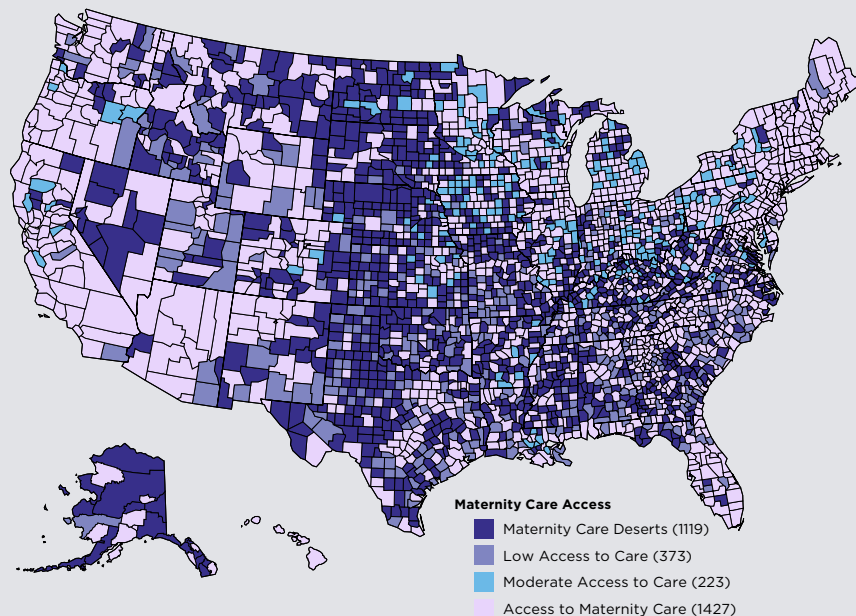 Maternity Care Access
Maternity Care Deserts (1119)
Low Access to Care (373)
Moderate Access to Care (223)
Access to Maternity Care (1427)